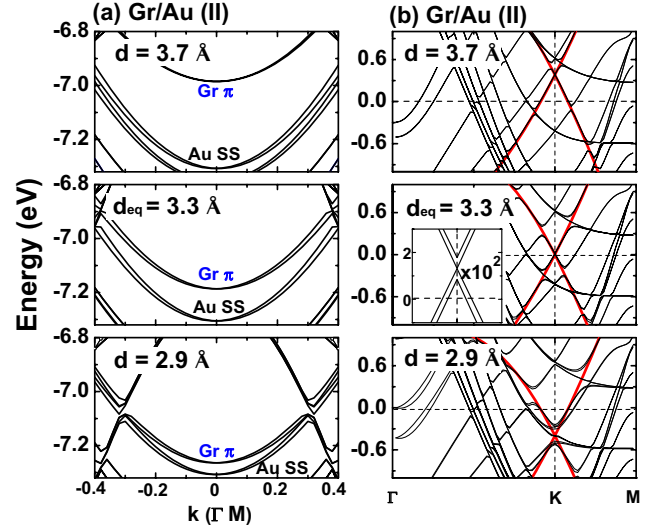 (a) Gr/Au (II)
(b) Gr/Au (II)
Energy (eV)
-6.8
-7.0
-7.2
d = 3.7 Å
Gr π
Au SS
0.6
0.0
-0.6
d = 3.7 Å
-6.8
-7.0
-7.2
deq = 3.3 Å
Gr π
Au SS
0.6
0.0
-0.6
deq = 3.3 Å
2
0
x10²
-6.8
-7.0
-7.2
d = 2.9 Å
Gr π
Au SS
0.6
0.0
-0.6
d = 2.9 Å
-0.4 -0.2 0 0.2 0.4
k (Γ M)
Γ K M